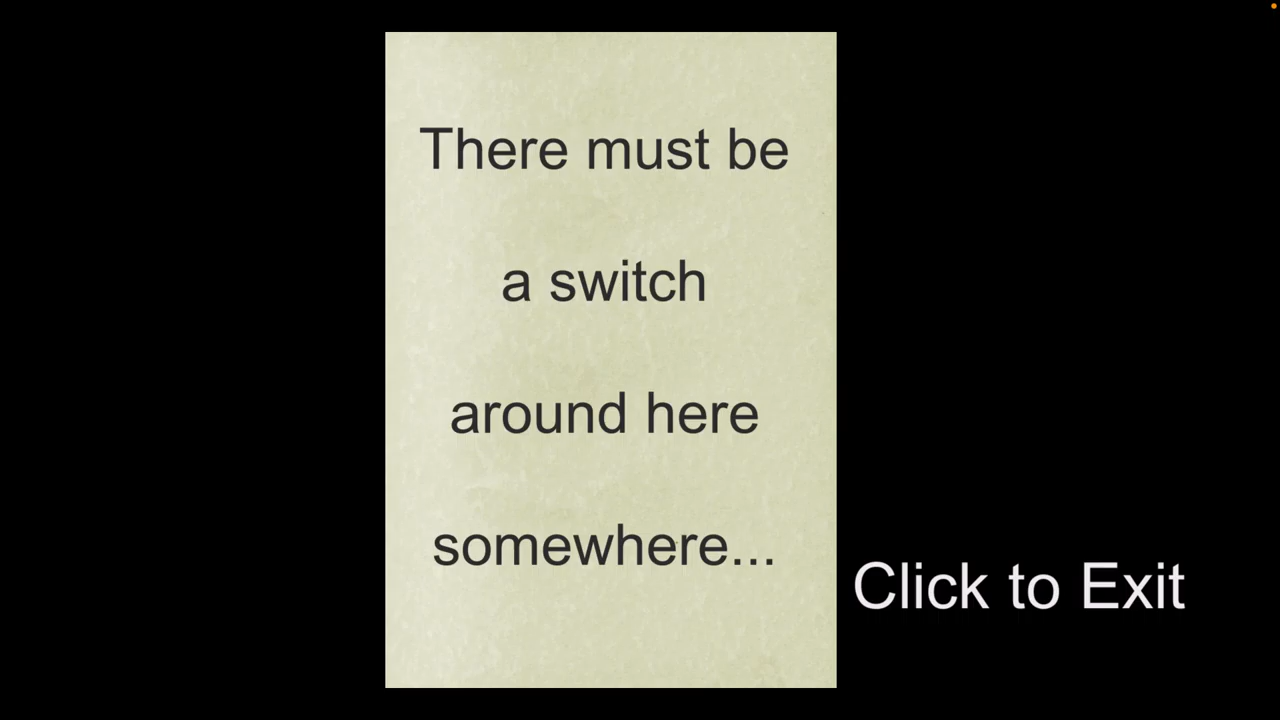 There must be
a switch
around here
somewhere...
Click to Exit